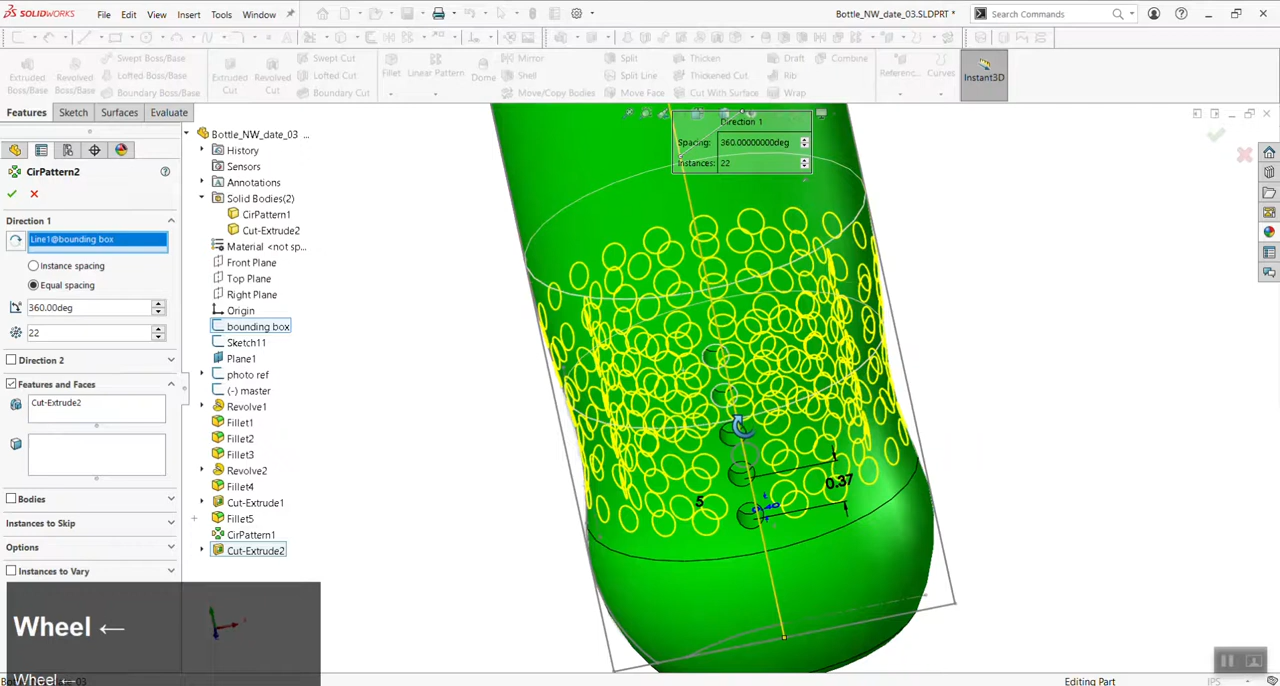 SOLIDWORKS File Edit View Insert Tools Window Bottle_NW_date_03.SLDPRT * Search Commands
Extruded Boss/Base Revolved Boss/Base Swept Boss/Base Lofted Boss/Base Boundary Boss/Base Extruded Cut Revolved Cut Swept Cut Lofted Cut Boundary Cut Fillet Linear Pattern Dome Mirror Shell Move/Copy Bodies Split Split Line Move Face Thicken Thickened Cut Cut With Surface Draft Rib Wrap Combine Referenc... Curves Instant3D
Features Sketch Surfaces Evaluate
CirPattern2
Direction 1
Line1@bounding box
Instance spacing
Equal spacing
360.00deg
22
Direction 2
Features and Faces
Cut-Extrude2
Bodies
Instances to Skip
Options
Instances to Vary
Wheel ←
Wheel ←
Bottle_NW_date_03 ...
History
Sensors
Annotations
Solid Bodies(2)
CirPattern1
Cut-Extrude2
Material <not sp...
Front Plane
Top Plane
Right Plane
Origin
bounding box
Sketch11
Plane1
photo ref
(-) master
Revolve1
Fillet1
Fillet2
Fillet3
Revolve2
Fillet4
Cut-Extrude1
Fillet5
CirPattern1
Cut-Extrude2
Direction 1
Spacing: 360.00000000deg
Instances: 22
0.37
5
Editing Part
IPS